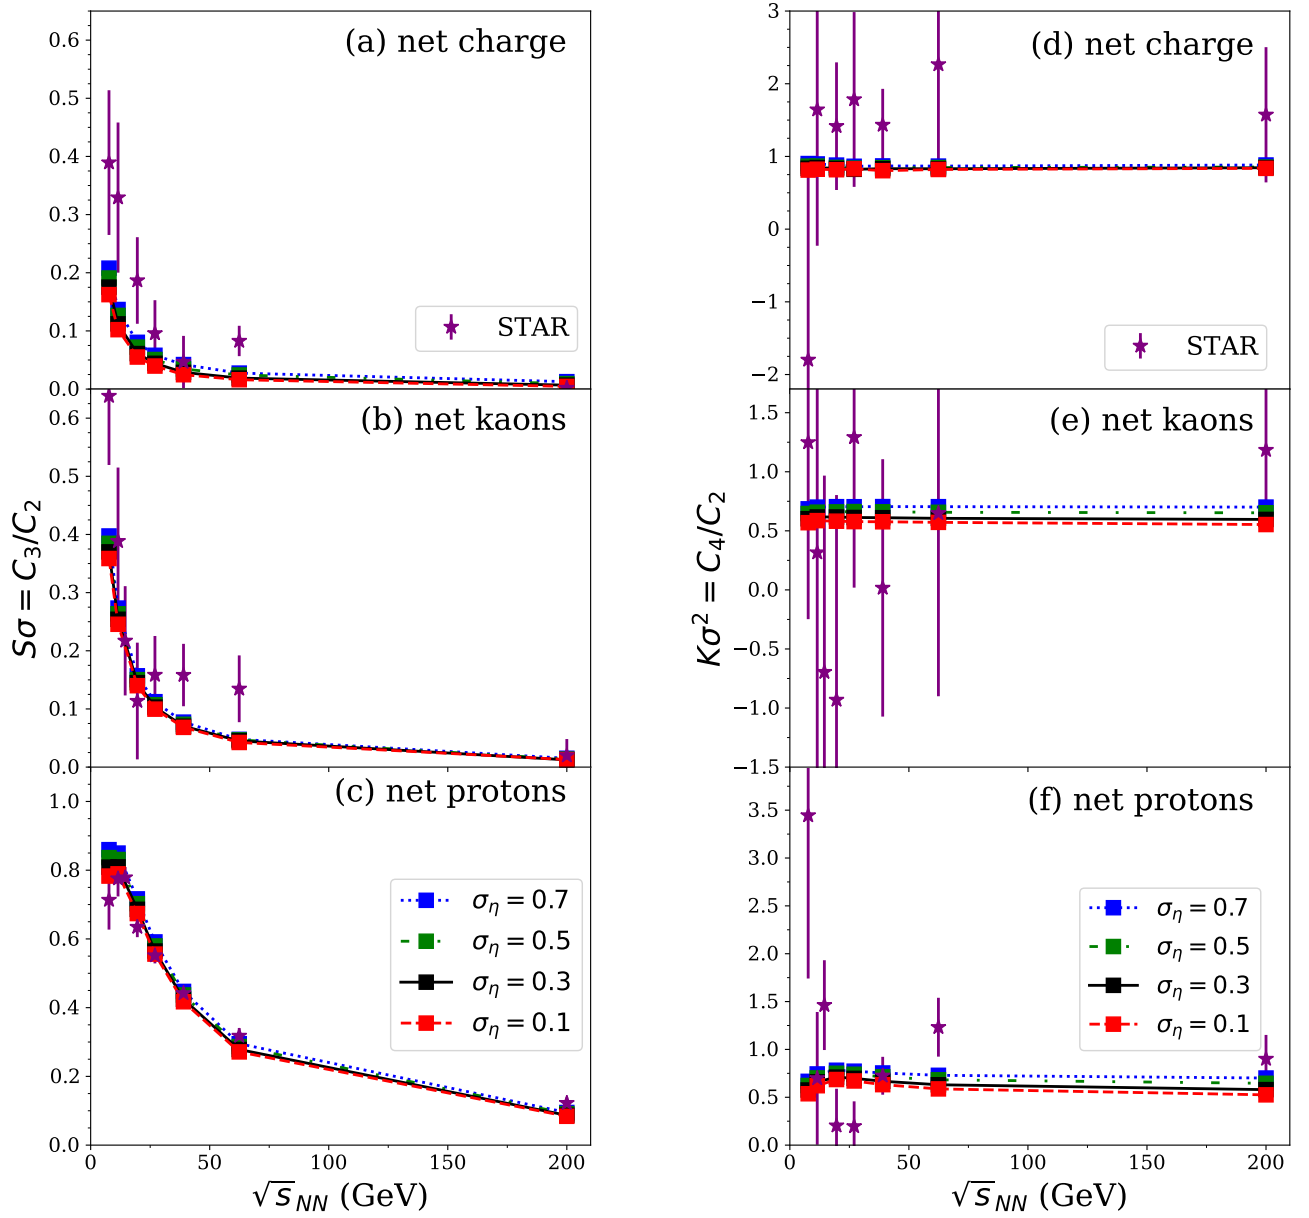 (a) net charge
0.6
0.5
0.4
0.3
0.2
0.1
0.0
STAR
(b) net kaons
0.6
0.5
0.4
0.3
0.2
0.1
0.0
Sσ = C₃/C₂
(c) net protons
1.0
0.8
0.6
0.4
0.2
0.0
σ_η = 0.7
σ_η = 0.5
σ_η = 0.3
σ_η = 0.1
0 50 100 150 200
√s_NN (GeV)
(d) net charge
3
2
1
0
−1
−2
STAR
(e) net kaons
1.5
1.0
0.5
0.0
−0.5
−1.0
−1.5
Kσ² = C₄/C₂
(f) net protons
3.5
3.0
2.5
2.0
1.5
1.0
0.5
0.0
σ_η = 0.7
σ_η = 0.5
σ_η = 0.3
σ_η = 0.1
0 50 100 150 200
√s_NN (GeV)